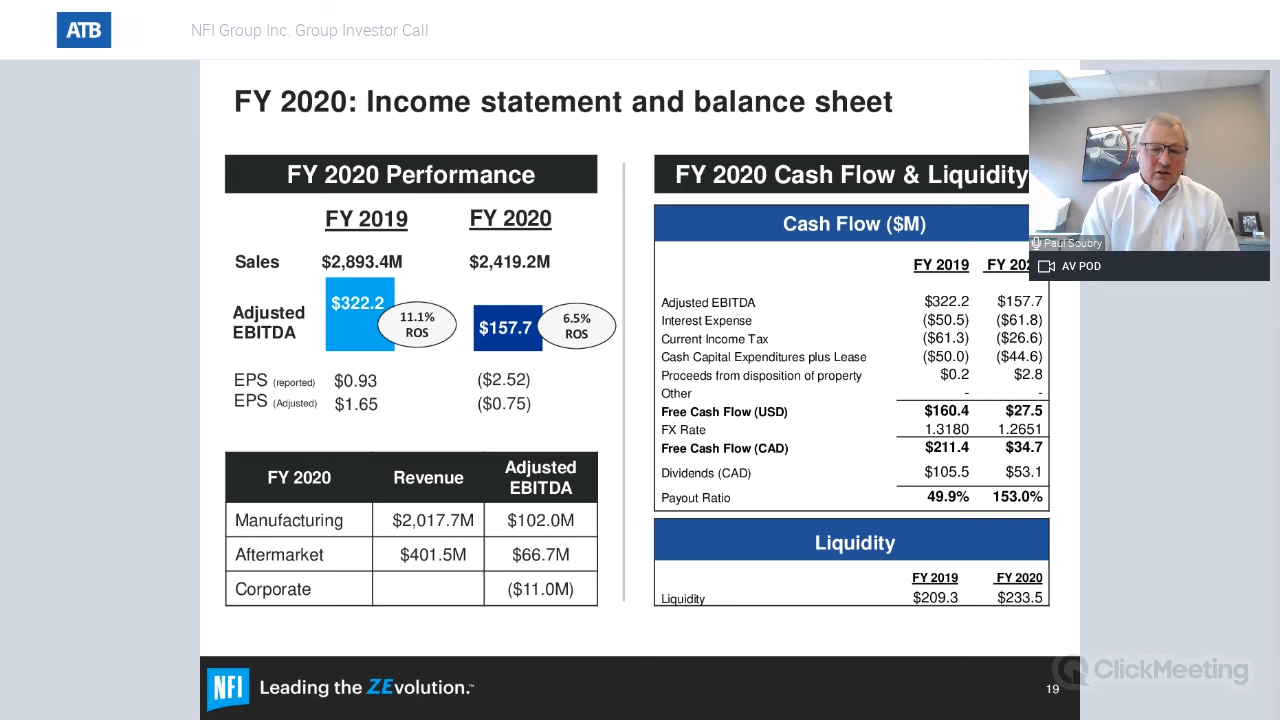 ATB
NFI Group Inc. Group Investor Call
FY 2020: Income statement and balance sheet
FY 2020 Performance
FY 2019 FY 2020
Sales $2,893.4M $2,419.2M
Adjusted EBITDA $322.2 11.1% ROS $157.7 6.5% ROS
EPS (reported) $0.93 ($2.52)
EPS (Adjusted) $1.65 ($0.75)
FY 2020 Revenue Adjusted EBITDA
Manufacturing $2,017.7M $102.0M
Aftermarket $401.5M $66.7M
Corporate ($11.0M)
FY 2020 Cash Flow & Liquidity
Cash Flow ($M)
FY 2019 FY 20
Adjusted EBITDA $322.2 $157.7
Interest Expense ($50.5) ($61.8)
Current Income Tax ($61.3) ($26.6)
Cash Capital Expenditures plus Lease ($50.0) ($44.6)
Proceeds from disposition of property $0.2 $2.8
Other - -
Free Cash Flow (USD) $160.4 $27.5
FX Rate 1.3180 1.2651
Free Cash Flow (CAD) $211.4 $34.7
Dividends (CAD) $105.5 $53.1
Payout Ratio 49.9% 153.0%
Liquidity
FY 2019 FY 2020
Liquidity $209.3 $233.5
Paul Soubry
AV POD
NFI Leading the ZEvolution.™
19
ClickMeeting